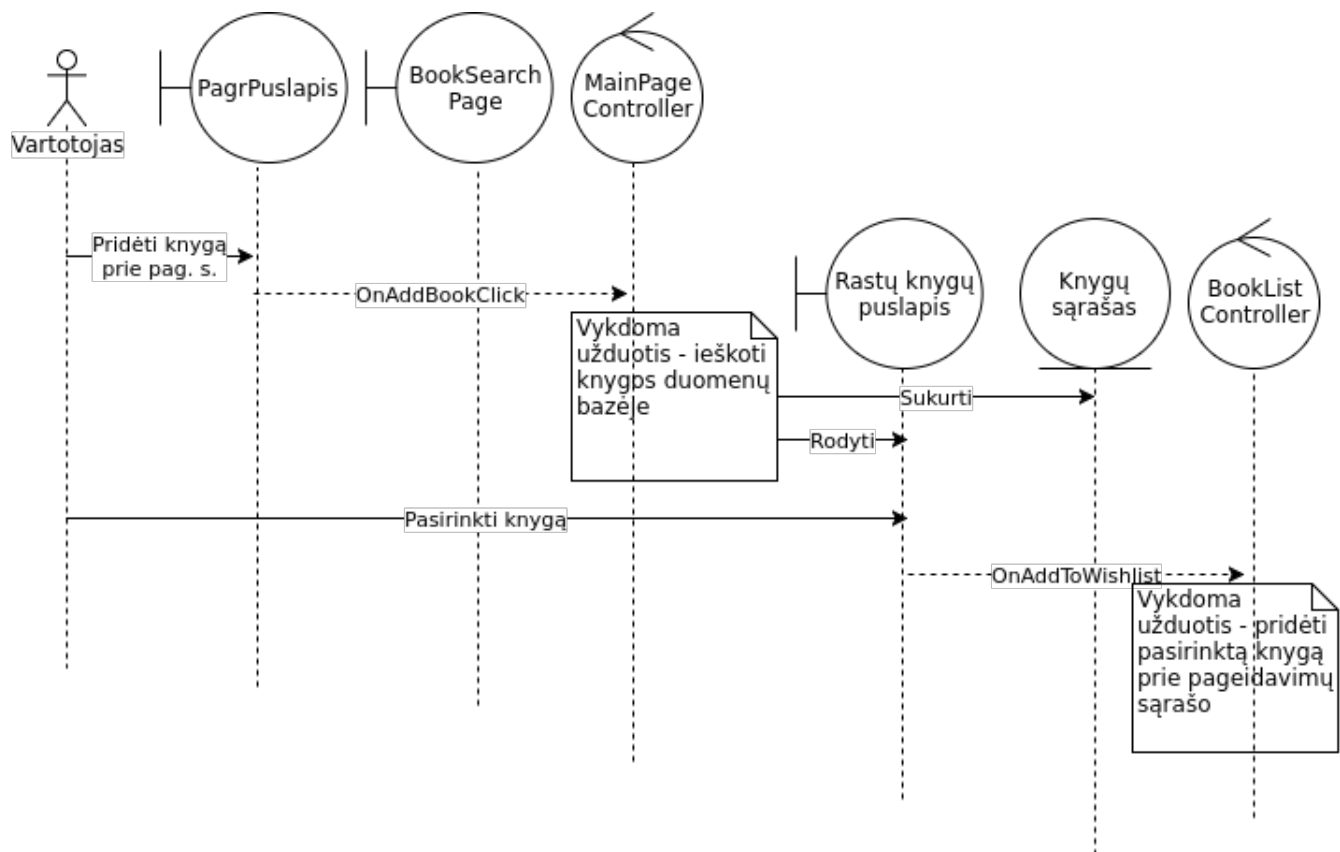 PagrPuslapis
BookSearch
Page
MainPage
Controller
Vartotojas
Pridėti knygą
prie pag. s.
OnAddBookClick
Rastų knygų
puslapis
Knygų
sąrašas
BookList
Controller
Vykdoma
užduotis - ieškoti
knygos duomenų
bazėje
Sukurti
Rodyti
Pasirinkti knygą
OnAddToWishlist
Vykdoma
užduotis - pridėti
pasirinktą knygą
prie pageidavimų
sąrašo